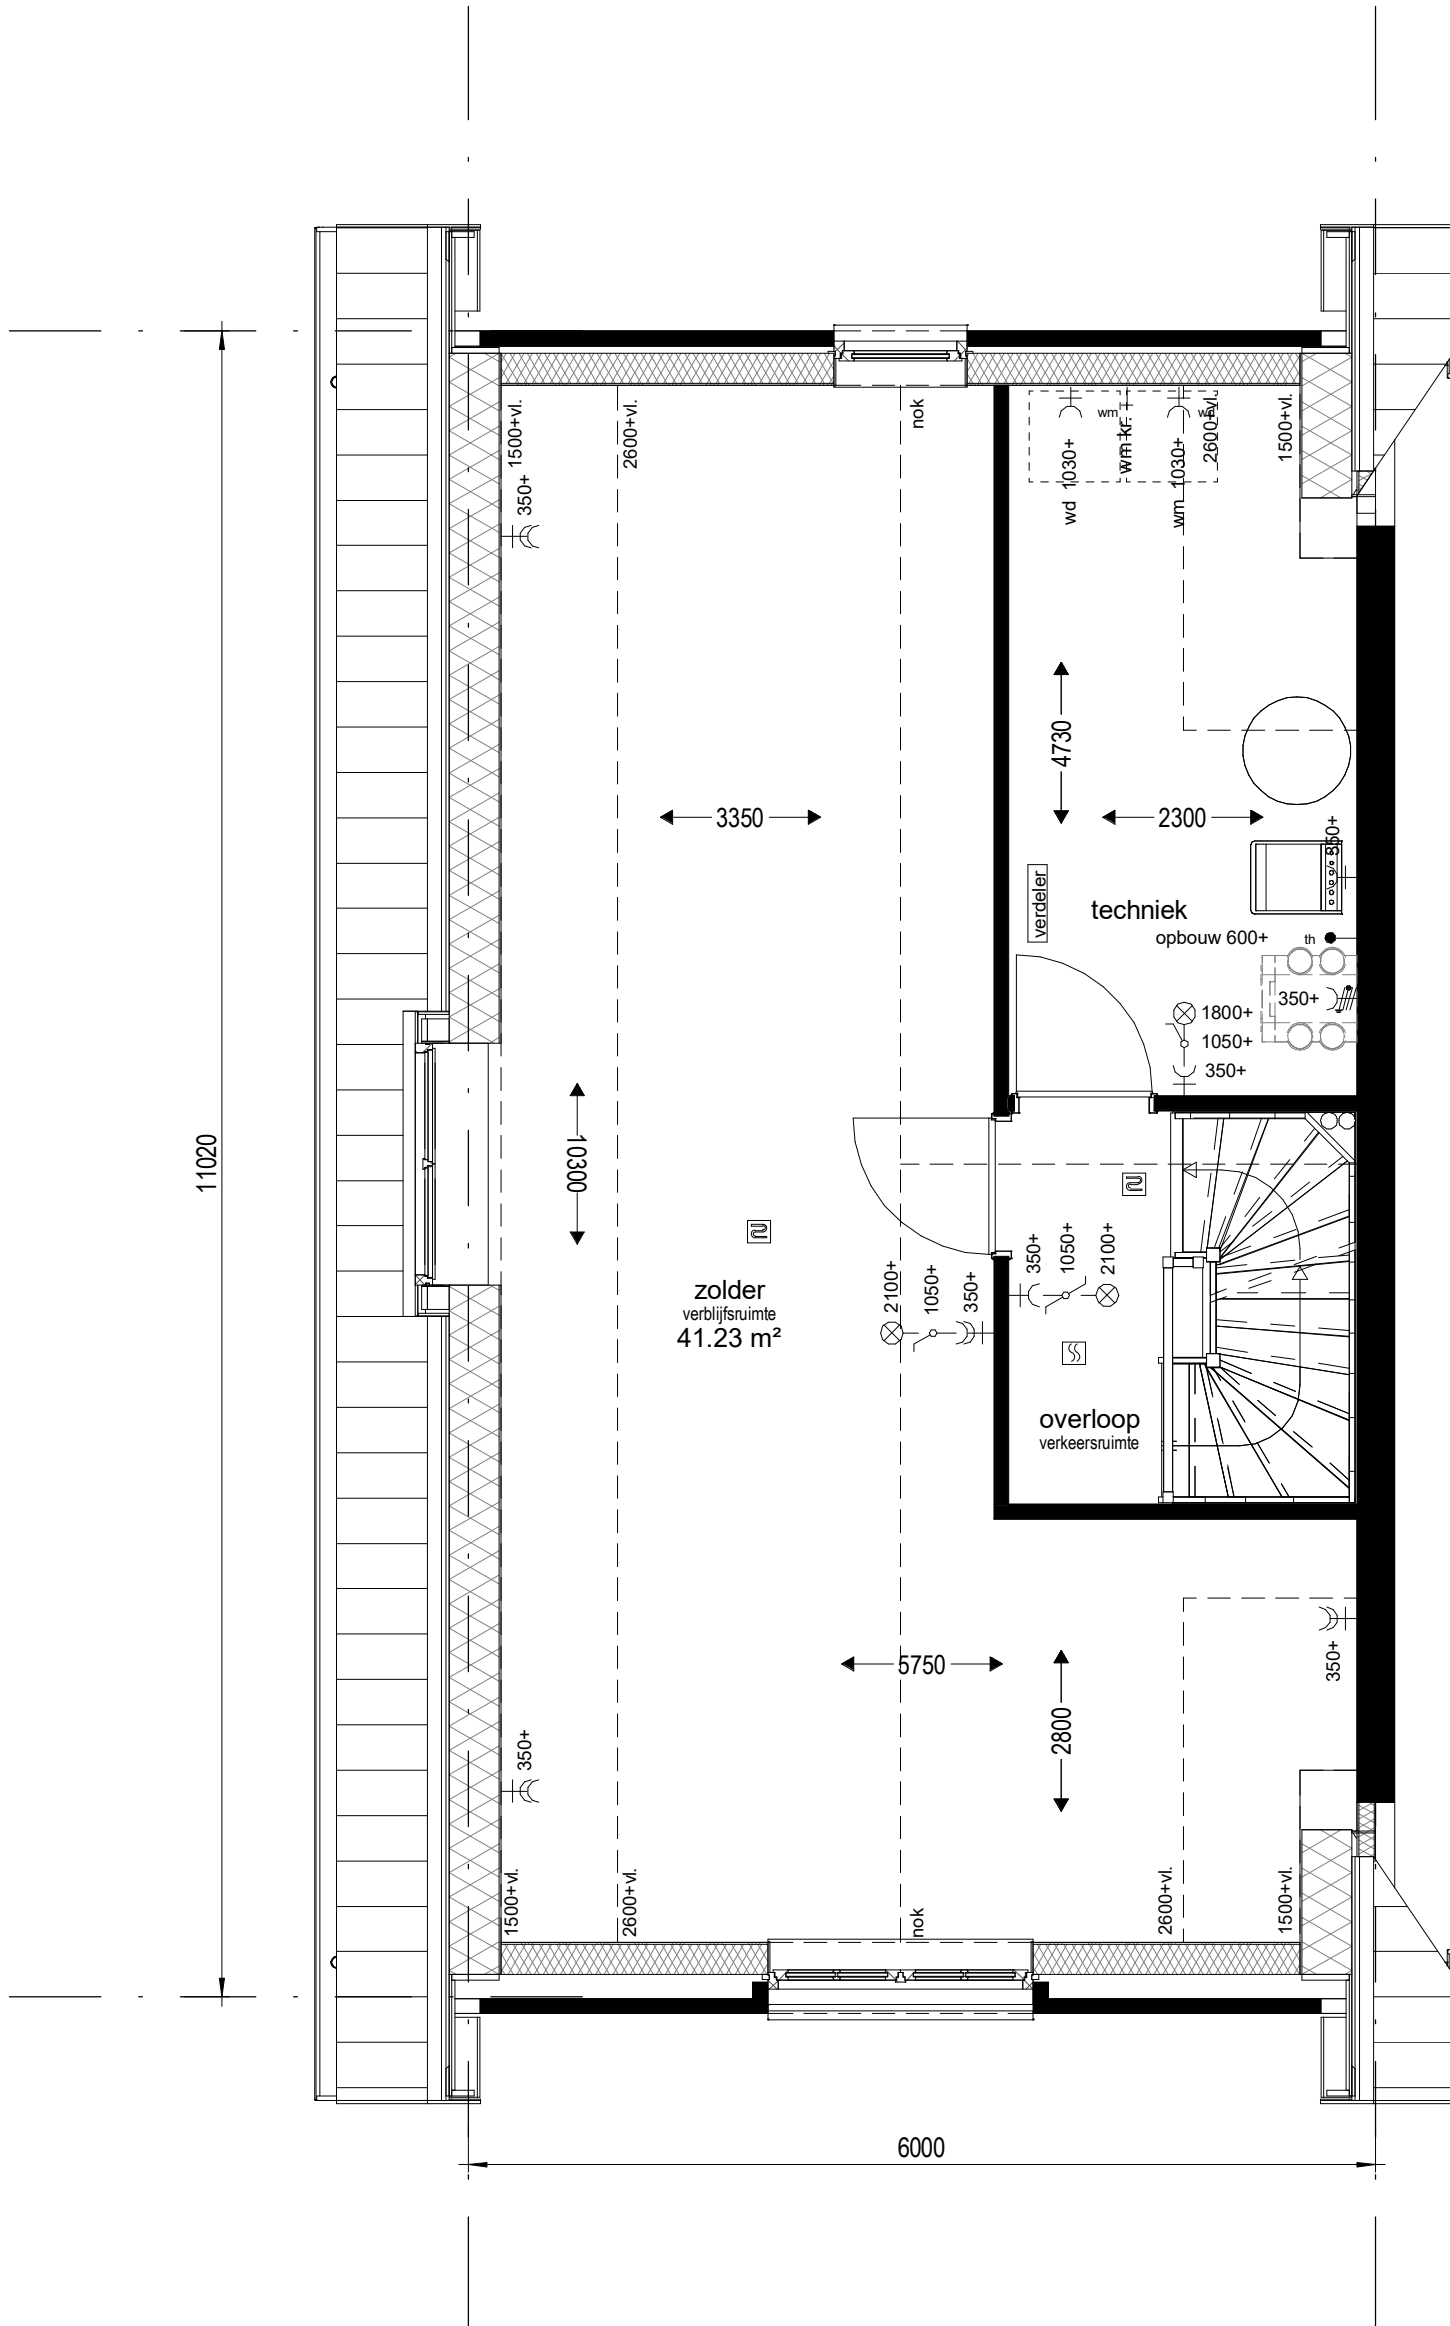 1500+vl.
350+
2600+vl.
nok
wm
wm kr.
wd 1030+
wm 1030+
2600+vl.
1500+vl.
4730
3350
2300
350+
verdeler
techniek
opbouw 600+
th
350+
1800+
1050+
350+
11020
10300
zolder
verblijfsruimte
41.23 m²
2100+
1050+
350+
350+
1050+
2100+
overloop
verkeersruimte
5750
2800
350+
350+
1500+vl.
2600+vl.
nok
2600+vl.
1500+vl.
6000